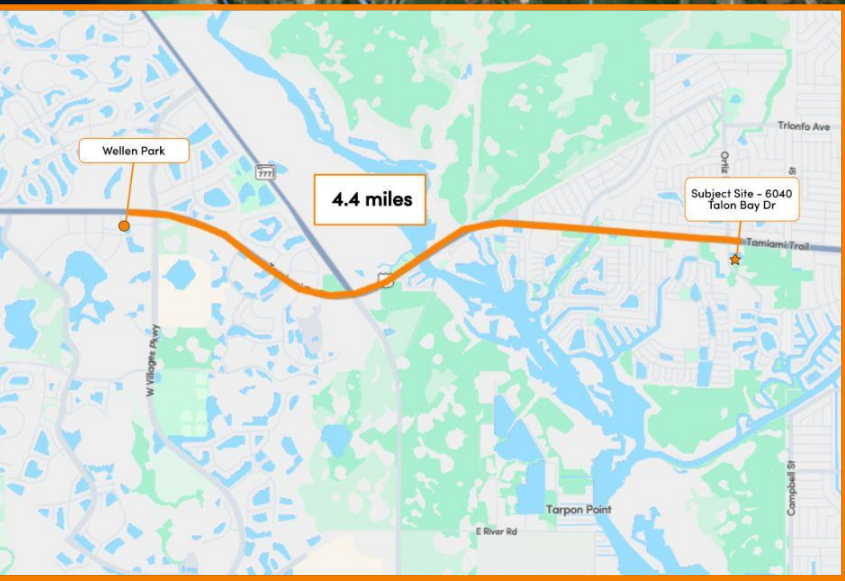 Trionfo Ave
Wellen Park
777
4.4 miles
Ortiz
St
Subject Site - 6040
Talon Bay Dr
Tamiami Trail
W Villages Pkwy
Campbell St
Tarpon Point
E River Rd